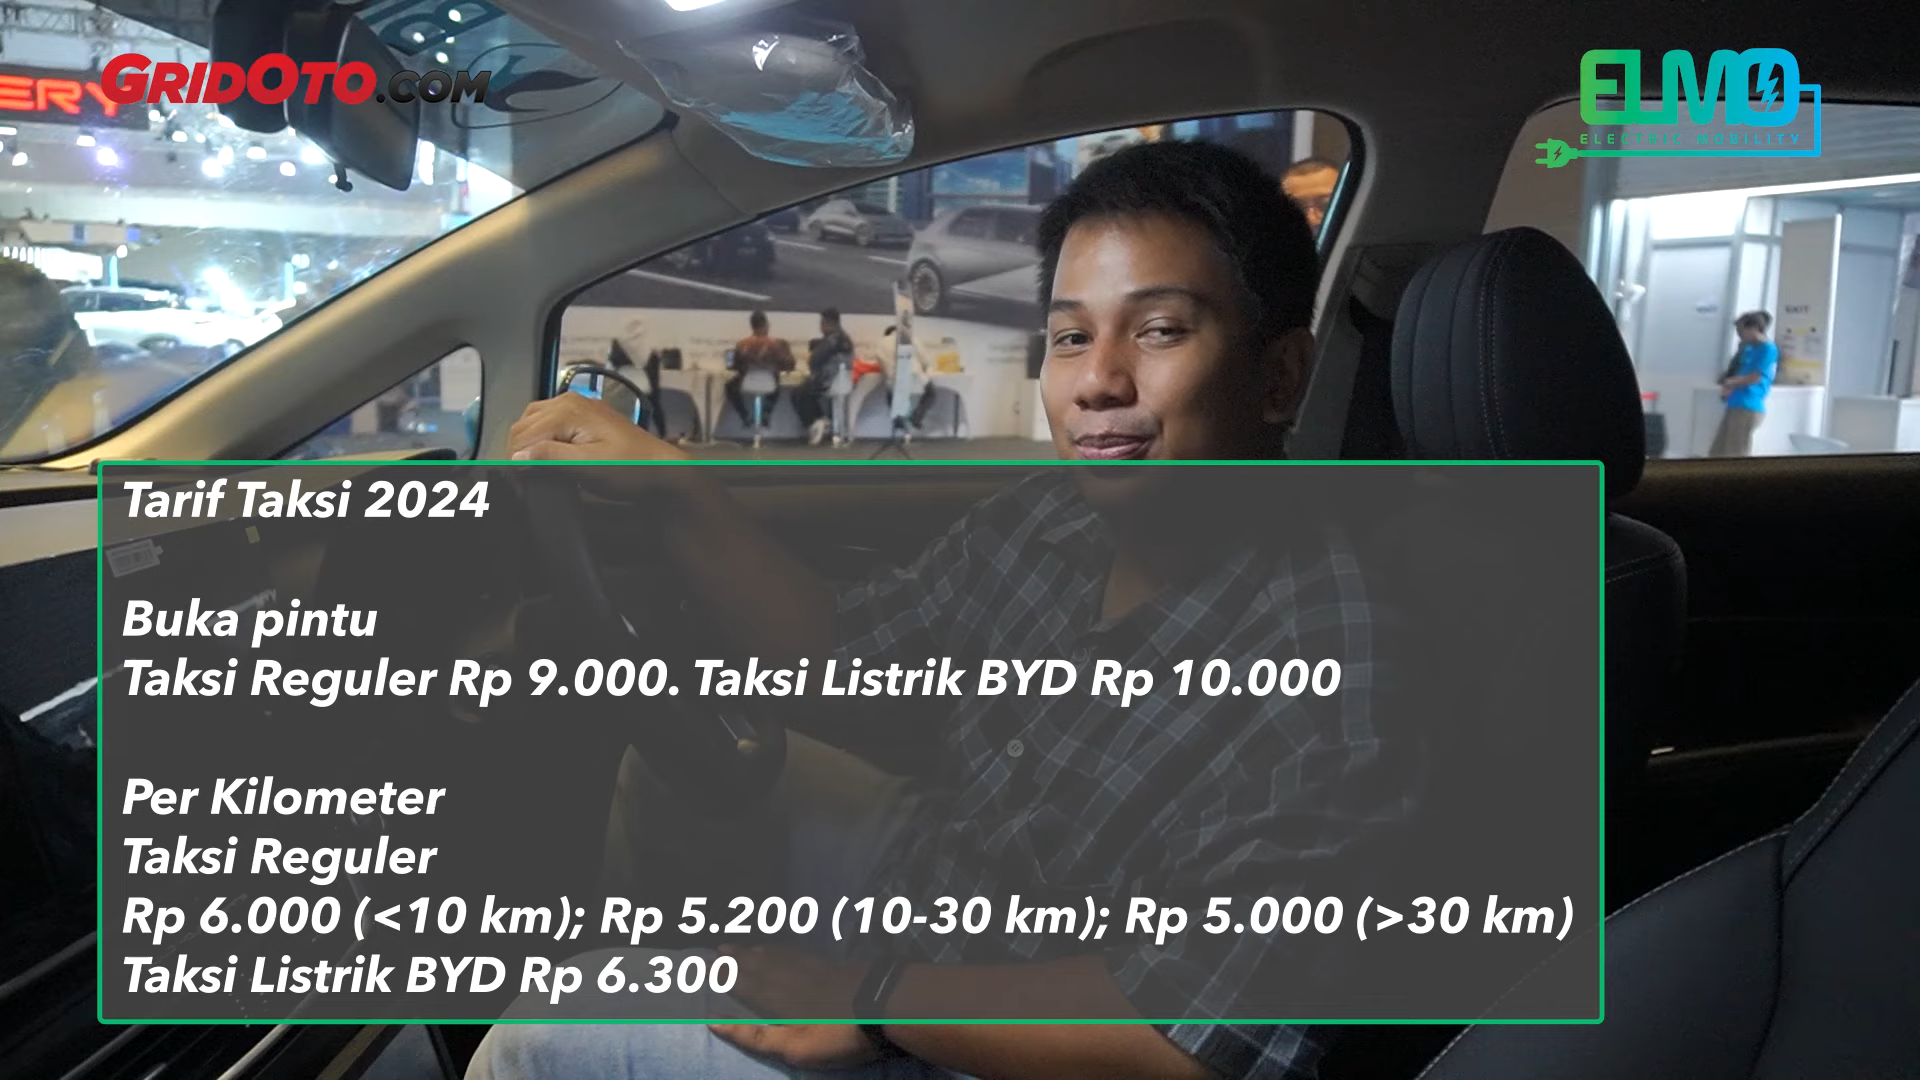 ERY
GRIDOTO.COM
ELMO
ELECTRIC MOBILITY
EXIT
Tarif Taksi 2024
Buka pintu
Taksi Reguler Rp 9.000. Taksi Listrik BYD Rp 10.000
Per Kilometer
Taksi Reguler
Rp 6.000 (<10 km); Rp 5.200 (10-30 km); Rp 5.000 (>30 km)
Taksi Listrik BYD Rp 6.300